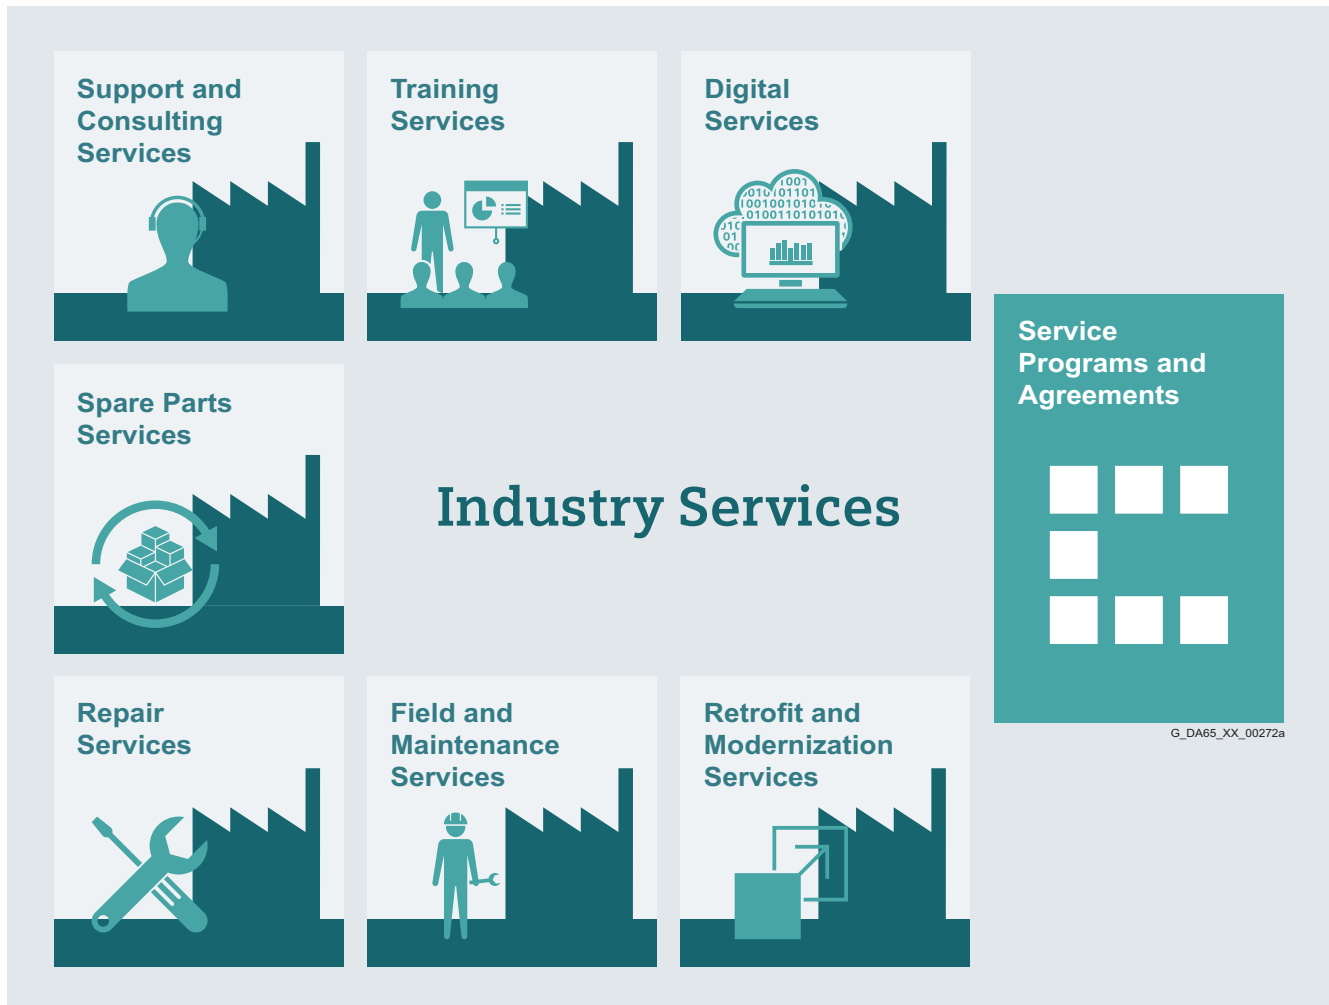 Support and
Consulting
Services
Training
Services
Digital
Services
Service
Programs and
Agreements
Spare Parts
Services
Industry Services
Repair
Services
Field and
Maintenance
Services
Retrofit and
Modernization
Services
G_DA65_XX_00272a